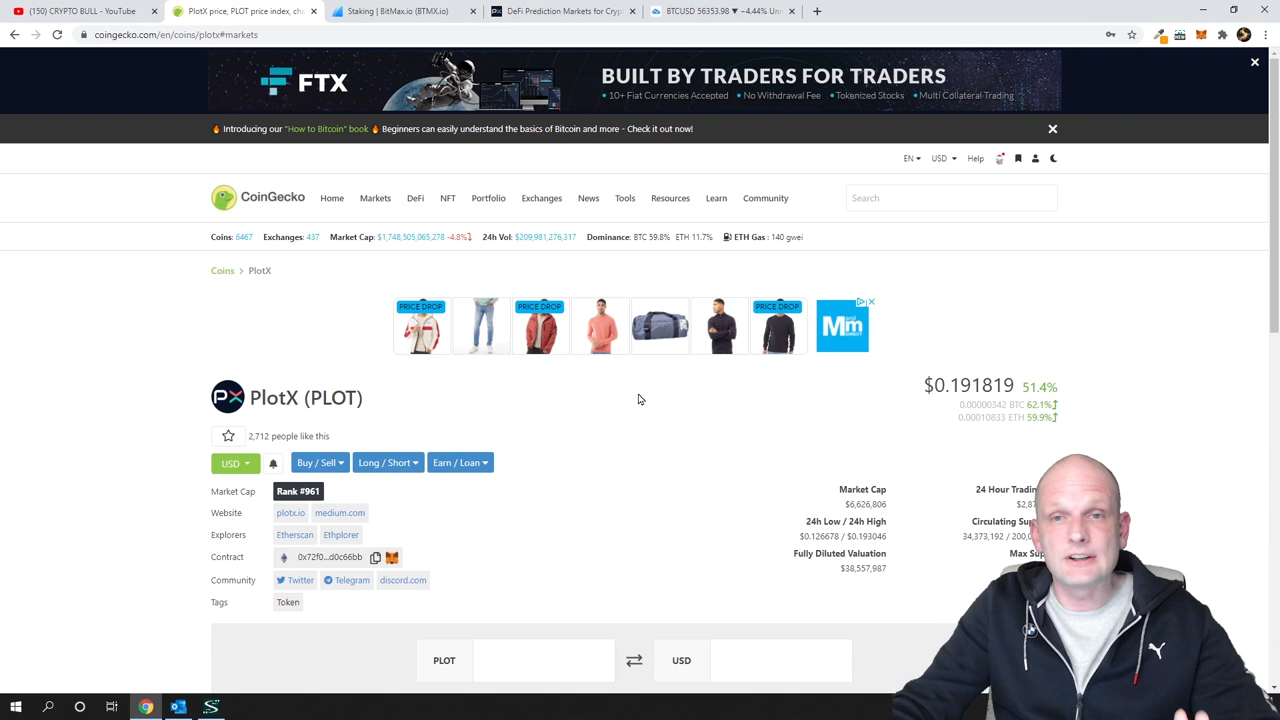 (150) CRYPTO BULL - YouTube
PlotX price, PLOT price index, cha
Staking | BitMax.io (BTMX.io)
DeFi Prediction Markets for Cryp
BTCUSD 56353.98 ▼ −4.44% Unn
coingecko.com/en/coins/plotx#markets
FTX
BUILT BY TRADERS FOR TRADERS
• 10+ Fiat Currencies Accepted • No Withdrawal Fee • Tokenized Stocks • Multi Collateral Trading
Introducing our "How to Bitcoin" book 🔥 Beginners can easily understand the basics of Bitcoin and more - Check it out now!
EN USD Help
CoinGecko Home Markets DeFi NFT Portfolio Exchanges News Tools Resources Learn Community Search
Coins: 6467 Exchanges: 437 Market Cap: $1,748,505,065,278 -4.8% 24h Vol: $209,981,276,317 Dominance: BTC 59.8% ETH 11.7% ETH Gas : 140 gwei
Coins > PlotX
PRICE DROP PRICE DROP PRICE DROP
Mm
DIRECT
PX PlotX (PLOT)
$0.191819 51.4%
0.00000342 BTC 62.1%
0.00010833 ETH 59.9%
2,712 people like this
USD Buy / Sell Long / Short Earn / Loan
Market Cap Rank #961
Website plotx.io medium.com
Explorers Etherscan Ethplorer
Contract 0x72f0...d0c66bb
Community Twitter Telegram discord.com
Tags Token
Market Cap
$6,626,806
24h Low / 24h High
$0.126678 / $0.193046
Fully Diluted Valuation
$38,557,987
24 Hour
Circulating
34,373,192 /
Max
PLOT
USD